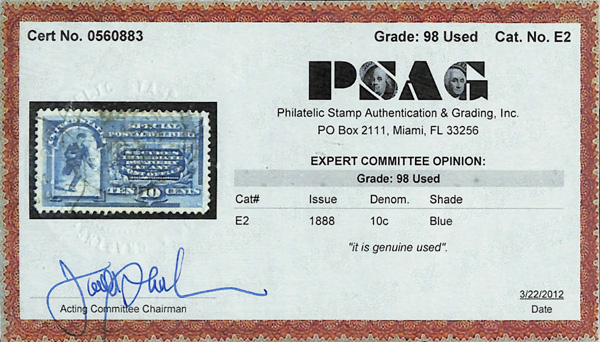 Cert No. 0560883 Grade: 98 Used Cat. No. E2
PSAG
Philatelic Stamp Authentication & Grading, Inc.
PO Box 2111, Miami, FL 33256
EXPERT COMMITTEE OPINION:
Grade: 98 Used
Cat# Issue Denom. Shade
E2 1888 10c Blue
"it is genuine used".
SPECIAL
POSTAL DELIVERY
TEN 10 CENTS
3/22/2012
Acting Committee Chairman Date